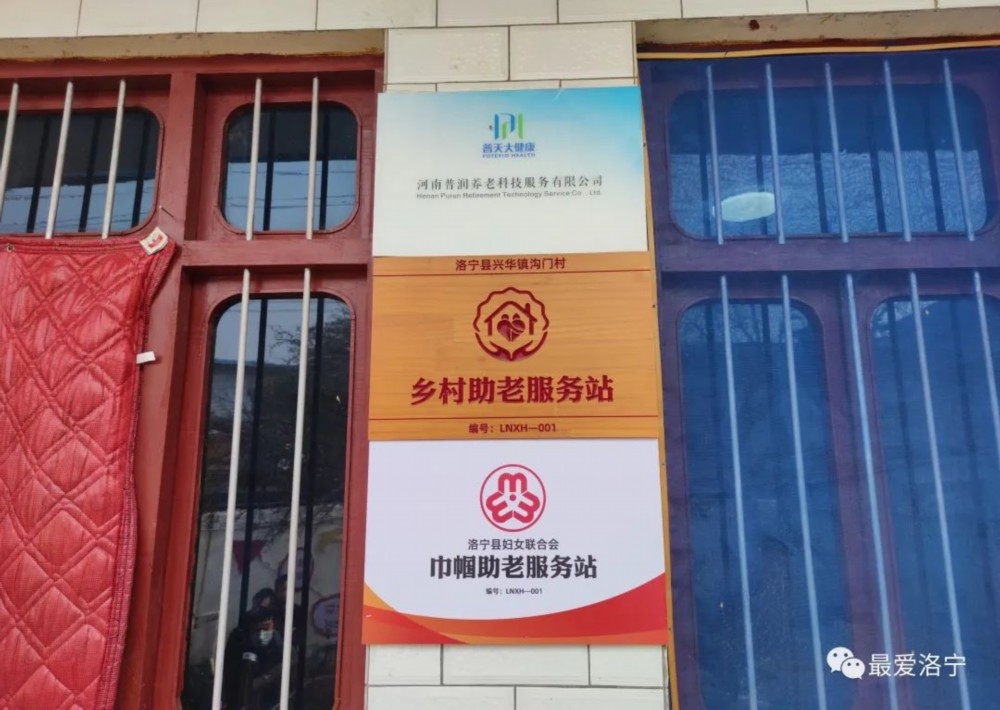 普天大健康
河南普润养老科技服务有限公司
Henan Purun Retirement Technology Service Co., Ltd.
洛宁县兴华镇沟门村
乡村助老服务站
编号：LNXH—001
洛宁县妇女联合会
巾帼助老服务站
编号：LNXH—001
最爱洛宁